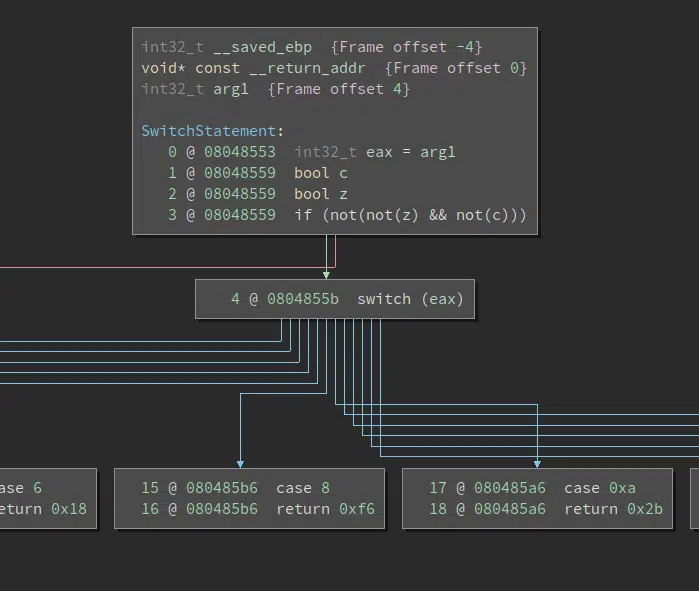 int32_t __saved_ebp  {Frame offset -4}
void* const __return_addr  {Frame offset 0}
int32_t arg1  {Frame offset 4}
SwitchStatement:
0 @ 08048553  int32_t eax = arg1
1 @ 08048559  bool c
2 @ 08048559  bool z
3 @ 08048559  if (not(not(z) && not(c)))
4 @ 0804855b  switch (eax)
ase 6
eturn 0x18
15 @ 080485b6  case 8
16 @ 080485b6  return 0xf6
17 @ 080485a6  case 0xa
18 @ 080485a6  return 0x2b